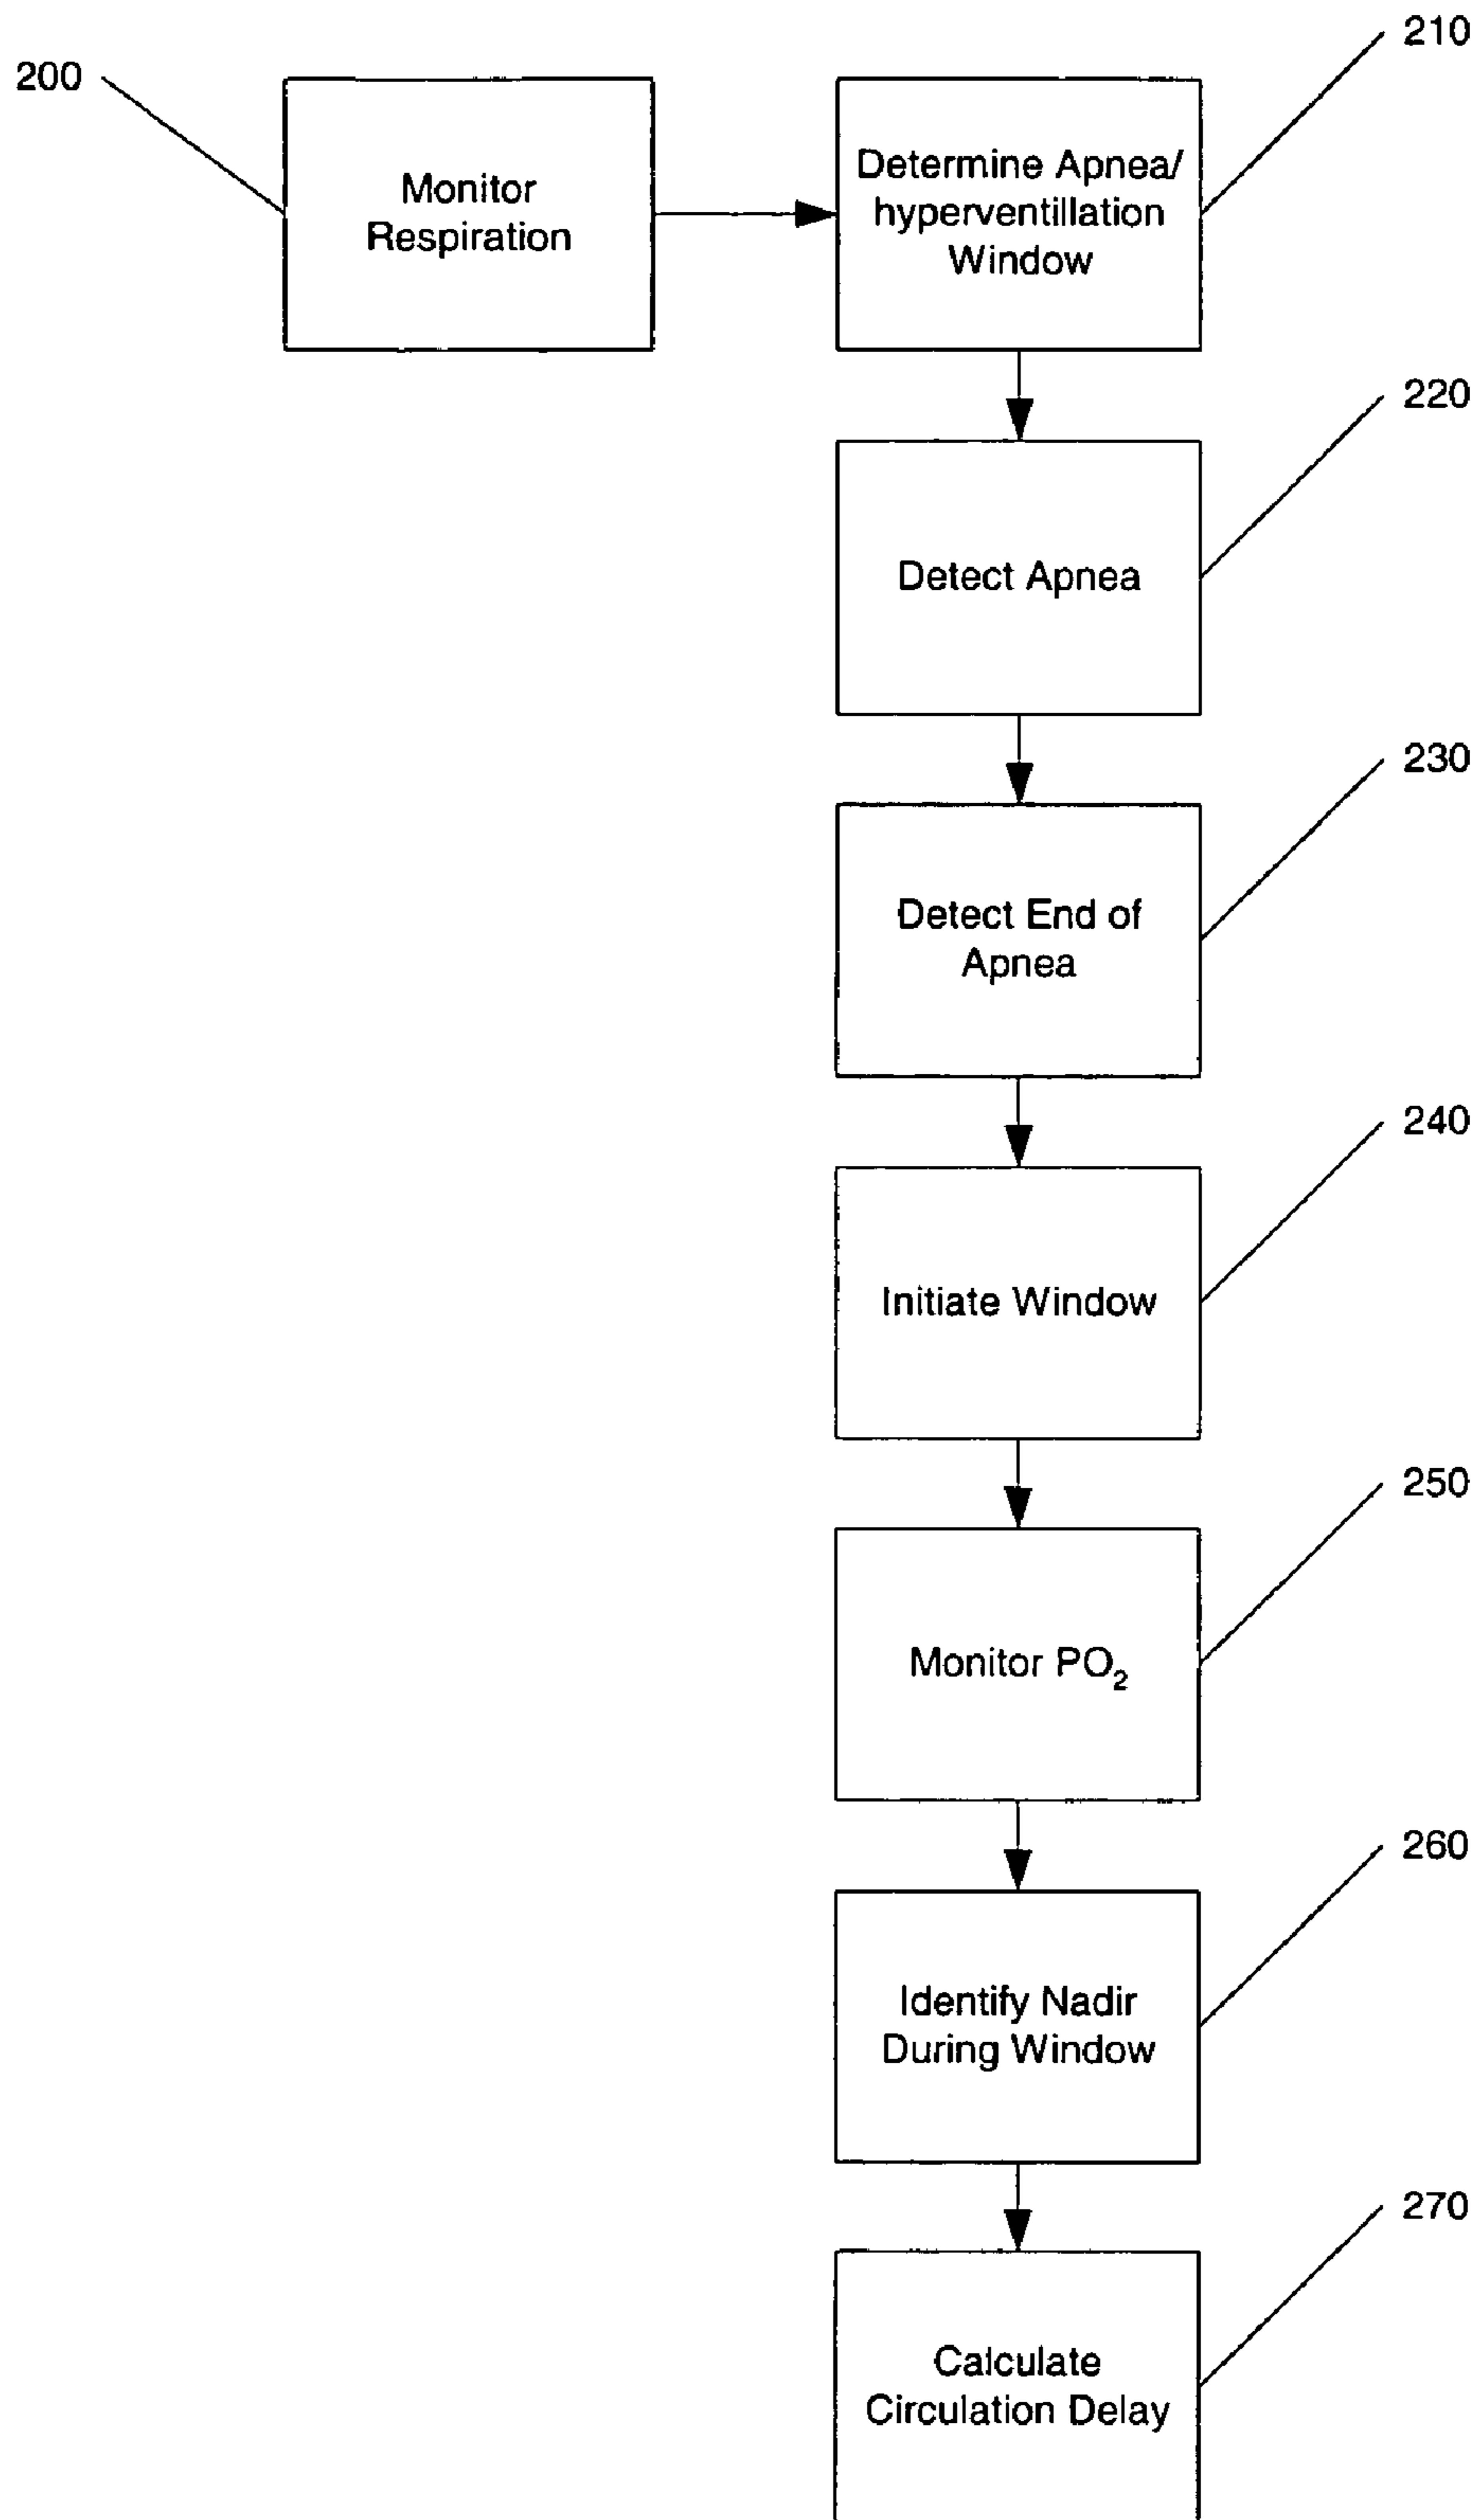 210
200
Monitor
Respiration
Determine Apnea/
hyperventillation
Window
220
Detect Apnea
230
Detect End of
Apnea
240
Initiate Window
250
Monitor PO₂
260
Identify Nadir
During Window
270
Calculate
Circulation Delay